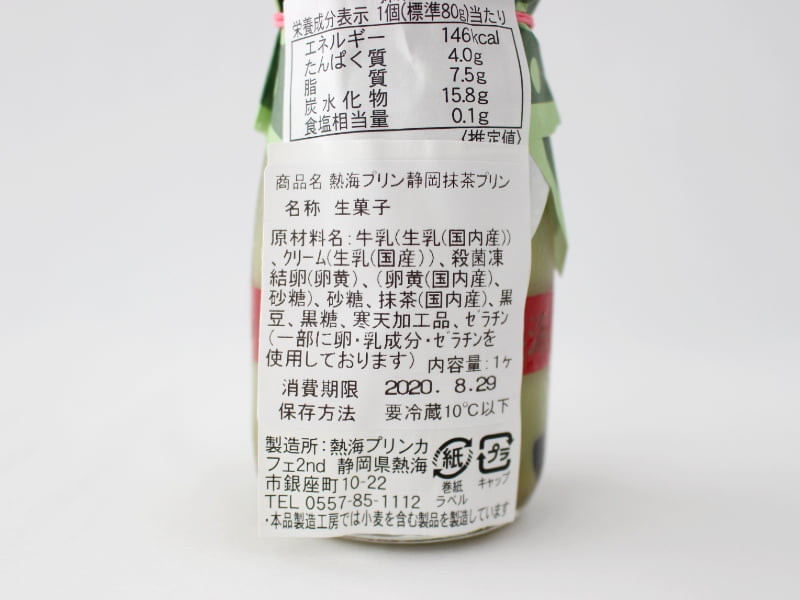 栄養成分表示 1個(標準80g)当たり
エネルギー 146kcal
たんぱく質 4.0g
脂質 7.5g
炭水化物 15.8g
食塩相当量 0.1g
(推定値)
商品名 熱海プリン静岡抹茶プリン
名称 生菓子
原材料名:牛乳(生乳(国内産))
、クリーム(生乳(国産))、殺菌凍
結卵(卵黄)、(卵黄(国内産)、
砂糖)、砂糖、抹茶(国内産)、黒
豆、黒糖、寒天加工品、ゼラチン
(一部に卵・乳成分・ゼラチンを
使用しております) 内容量:1ヶ
消費期限 2020. 8.29
保存方法 要冷蔵10℃以下
製造所:熱海プリンカ
フェ2nd 静岡県熱海
市銀座町10-22
TEL 0557-85-1112
紙
巻紙
ラベル
プラ
キャップ
・本品製造工房では小麦を含む製品を製造しています